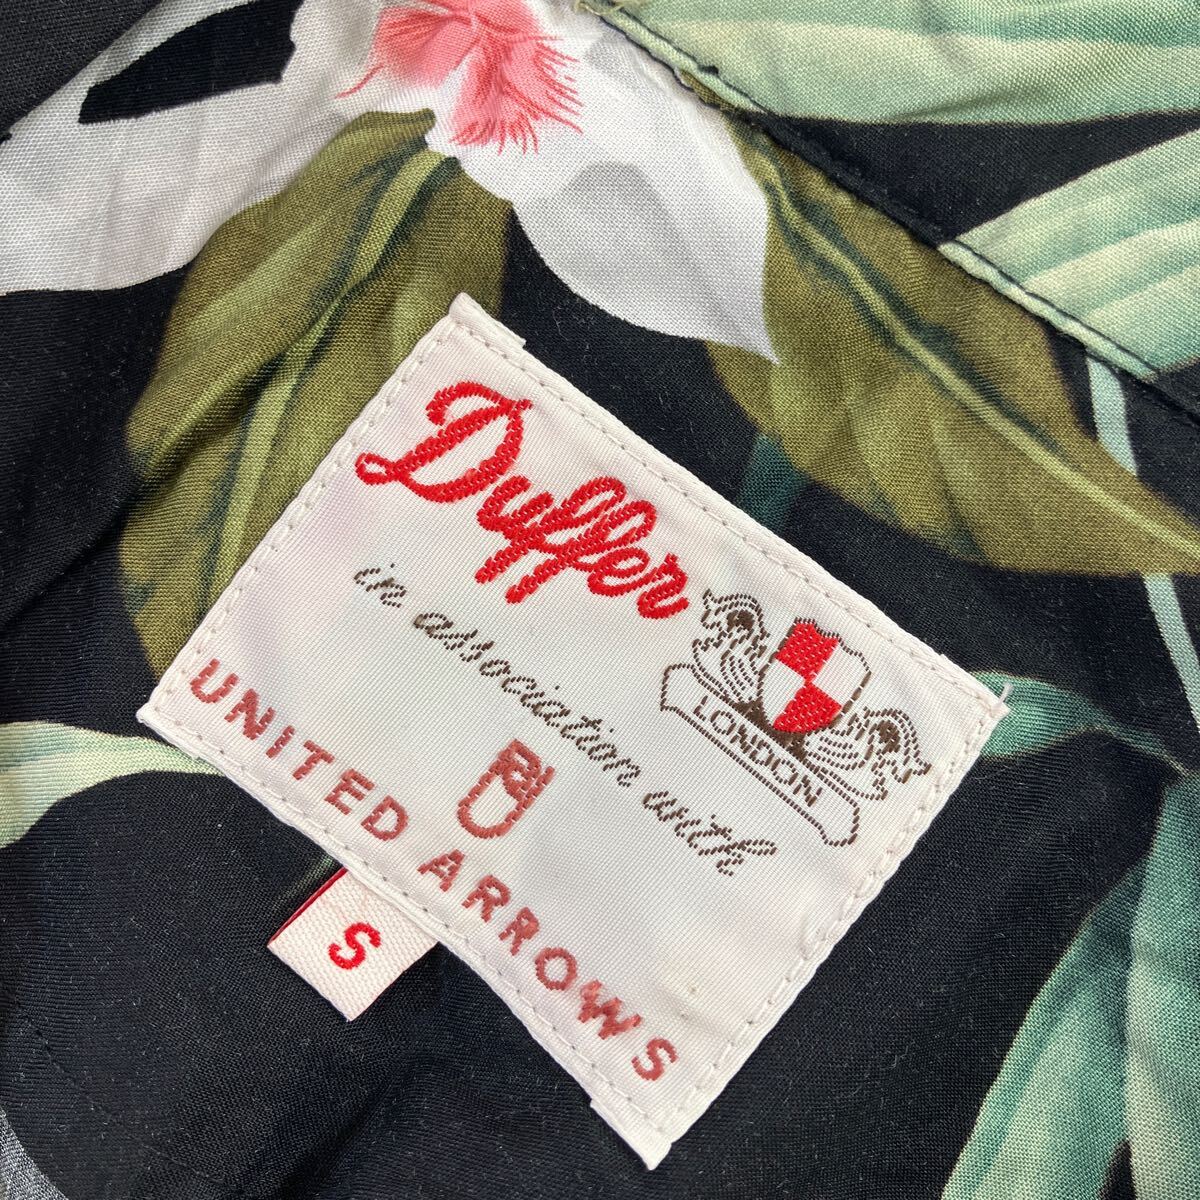 Duffer
LONDON
in association with
UNITED ARROWS
S